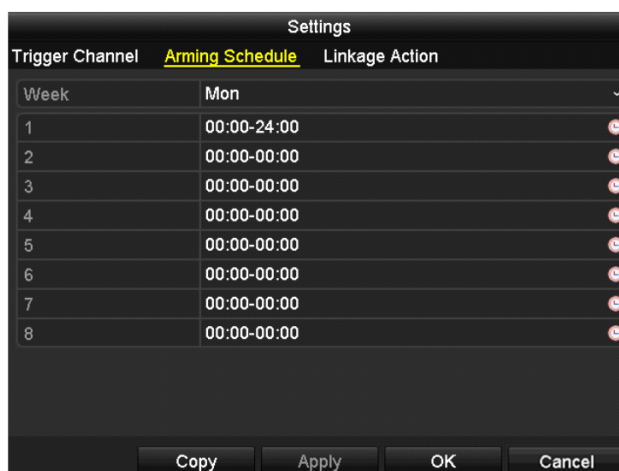 Settings
Trigger Channel Arming Schedule Linkage Action
Week Mon
1 00:00-24:00
2 00:00-00:00
3 00:00-00:00
4 00:00-00:00
5 00:00-00:00
6 00:00-00:00
7 00:00-00:00
8 00:00-00:00
Copy Apply OK Cancel